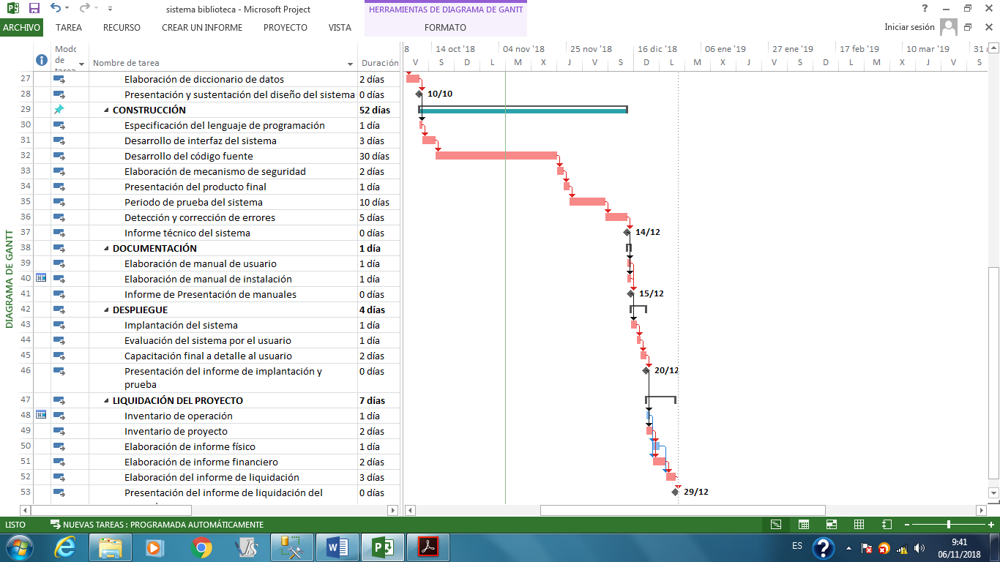 sistema biblioteca - Microsoft Project
HERRAMIENTAS DE DIAGRAMA DE GANTT
ARCHIVO TAREA RECURSO CREAR UN INFORME PROYECTO VISTA FORMATO Iniciar sesión
Modo de tarea Nombre de tarea Duración
8 14 oct '18 04 nov '18 25 nov '18 16 dic '18 06 ene '19 27 ene '19 17 feb '19 10 mar '19 31
V S D L M X J V S D L M X J V S D L M X J V S
27 Elaboración de diccionario de datos 2 días
28 Presentación y sustentación del diseño del sistema 0 días 10/10
29 CONSTRUCCIÓN 52 días
30 Especificación del lenguaje de programación 1 día
31 Desarrollo de interfaz del sistema 3 días
32 Desarrollo del código fuente 30 días
33 Elaboración de mecanismo de seguridad 2 días
34 Presentación del producto final 1 día
35 Periodo de prueba del sistema 10 días
36 Detección y corrección de errores 5 días
37 Informe técnico del sistema 0 días 14/12
38 DOCUMENTACIÓN 1 día
39 Elaboración de manual de usuario 1 día
40 Elaboración de manual de instalación 1 día
41 Informe de Presentación de manuales 0 días 15/12
42 DESPLIEGUE 4 días
43 Implantación del sistema 1 día
44 Evaluación del sistema por el usuario 1 día
45 Capacitación final a detalle al usuario 2 días
46 Presentación del informe de implantación y 0 días 20/12
prueba
47 LIQUIDACIÓN DEL PROYECTO 7 días
48 Inventario de operación 1 día
49 Inventario de proyecto 2 días
50 Elaboración de informe físico 1 día
51 Elaboración de informe financiero 2 días
52 Elaboración del informe de liquidación 3 días
53 Presentación del informe de liquidación del 0 días 29/12
DIAGRAMA DE GANTT
LISTO NUEVAS TAREAS : PROGRAMADA AUTOMÁTICAMENTE
ES 9:41
06/11/2018